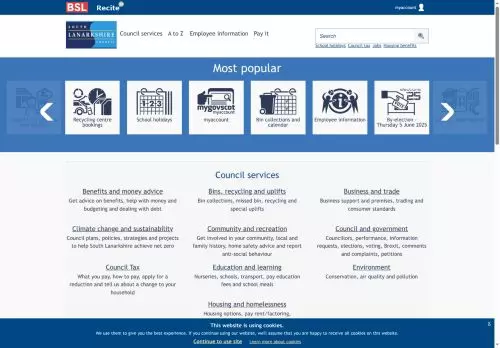 BSL Recite myaccount
SOUTH
LANARKSHIRE
COUNCIL
Council services A to Z Employee information Pay it
Search
School holidays Council tax Jobs Housing benefits
Most popular
Recycling centre
bookings
School holidays
mygovscot
myaccount
myaccount
Bin collections and
calendar
Employee information
25
By-election -
Thursday 5 June 2025
Council services
Benefits and money advice
Get advice on benefits, help with money and
budgeting and dealing with debt
Bins, recycling and uplifts
Bin collections, missed bin, recycling and
special uplifts
Business and trade
Business support and premises, trading and
consumer standards
Climate change and sustainability
Council plans, policies, strategies and projects
to help South Lanarkshire achieve net zero
Community and recreation
Get involved in your community, local and
family history, home safety advice and report
anti-social behaviour
Council and government
Councillors, performance, information
requests, elections, voting, Brexit, comments
and complaints, petitions
Council Tax
What you pay, how to pay, apply for a
reduction and tell us about a change to your
household
Education and learning
Nurseries, schools, transport, pay education
fees and school meals
Environment
Conservation, air quality and pollution
Housing and homelessness
Housing options, pay rent/factoring,
This website is using cookies.
We use them to give you the best experience. If you continue using our website, we'll assume that you are happy to receive all cookies on this website.
Continue to use site Learn more about cookies
X